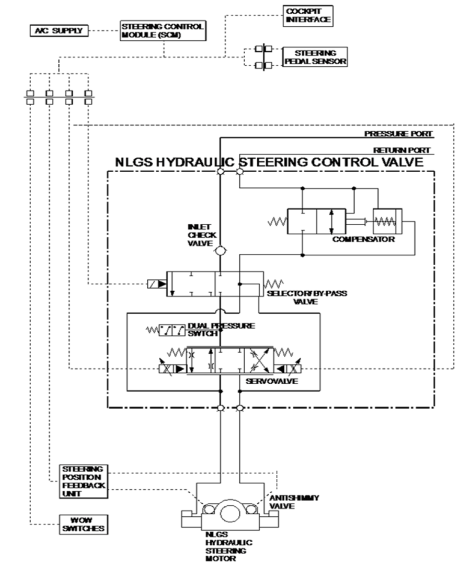 COCKPIT
INTERFACE
A/C SUPPLY
STEERING CONTROL
MODULE (SCM)
STEERING
PEDAL SENSOR
PRESSURE PORT
RETURN PORT
NLGS HYDRAULIC STEERING CONTROL VALVE
INLET
CHECK
VALVE
COMPENSATOR
SELECTOR/BY-PASS
VALVE
DUAL PRESSURE
SWTCH
SERVOVALVE
STEERING
POSITION
FEEDBACK
UNIT
ANTISHIMMY
VALVE
WOW
SWITCHES
NLGS
HYDRAULIC
STEERING
MOTOR